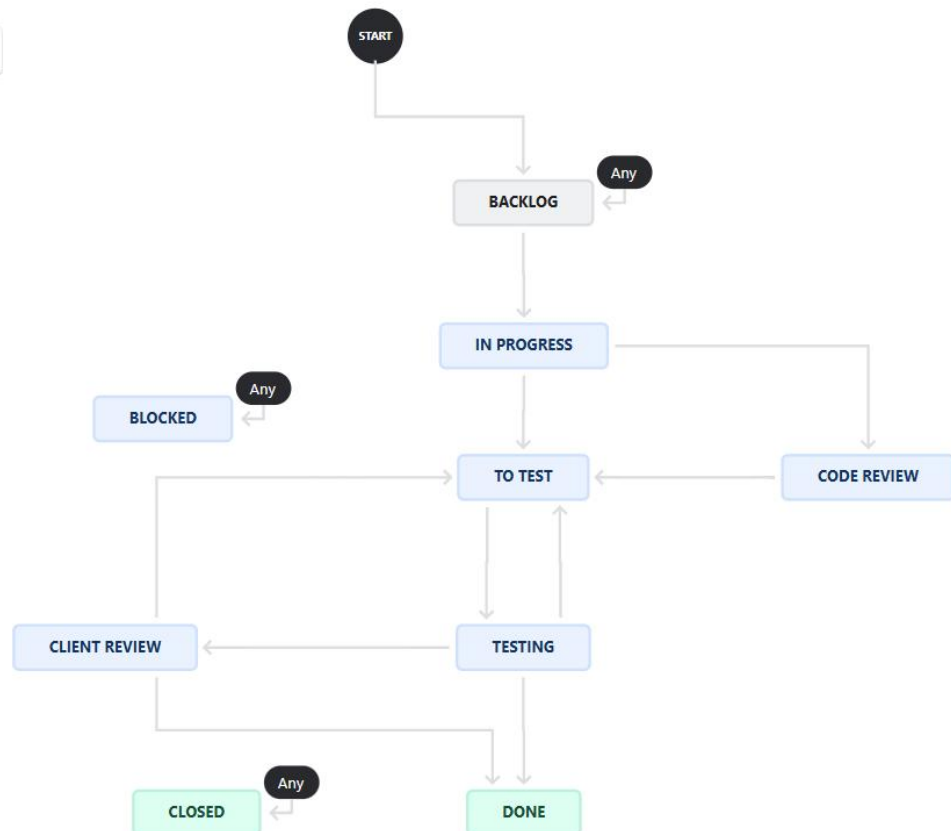 START
Any
BACKLOG
IN PROGRESS
Any
BLOCKED
TO TEST
CODE REVIEW
CLIENT REVIEW
TESTING
Any
CLOSED
DONE